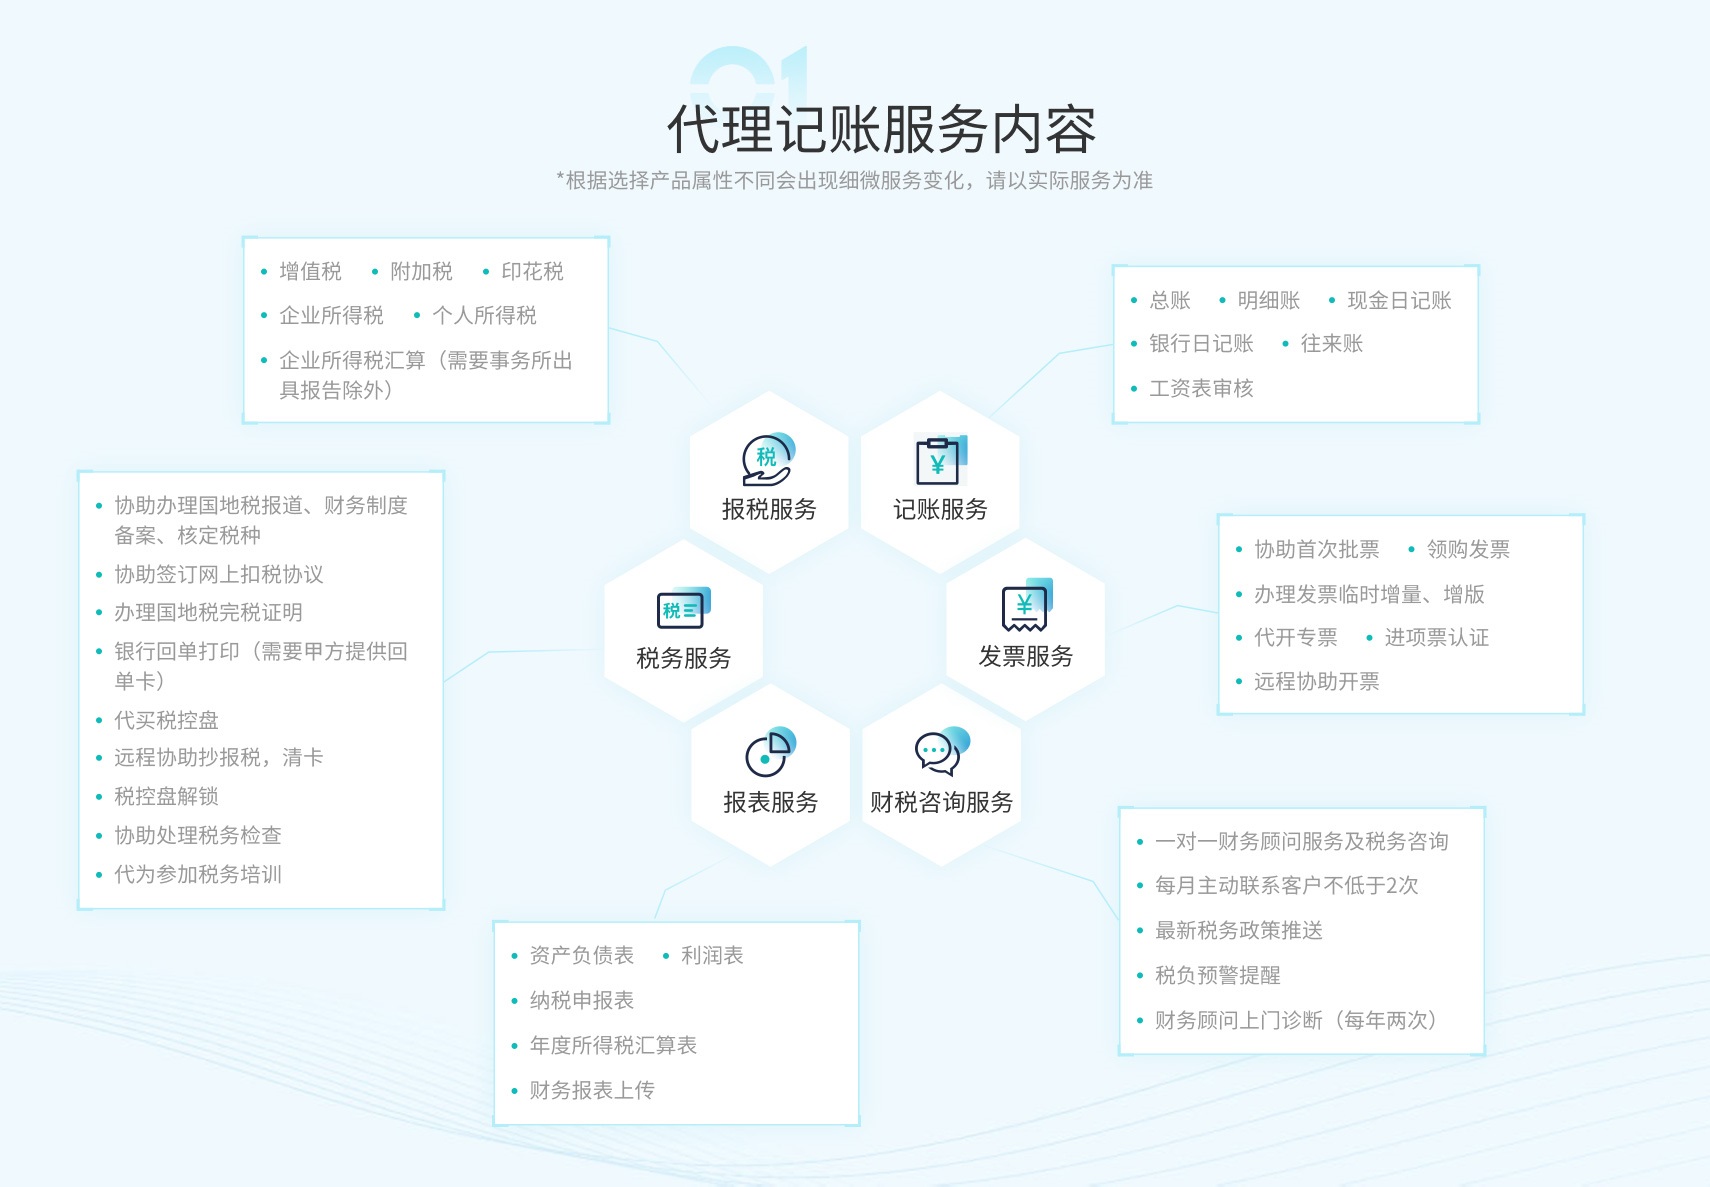 01
代理记账服务内容
*根据选择产品属性不同会出现细微服务变化，请以实际服务为准
• 增值税 • 附加税 • 印花税
• 企业所得税 • 个人所得税
• 企业所得税汇算（需要事务所出
具报告除外）
• 总账 • 明细账 • 现金日记账
• 银行日记账 • 往来账
• 工资表审核
税
报税服务
¥
记账服务
• 协助办理国地税报道、财务制度
备案、核定税种
• 协助签订网上扣税协议
• 办理国地税完税证明
• 银行回单打印（需要甲方提供回
单卡）
• 代买税控盘
• 远程协助抄报税，清卡
• 税控盘解锁
• 协助处理税务检查
• 代为参加税务培训
税
税务服务
¥
发票服务
• 协助首次批票 • 领购发票
• 办理发票临时增量、增版
• 代开专票 • 进项票认证
• 远程协助开票
报表服务
财税咨询服务
• 一对一财务顾问服务及税务咨询
• 每月主动联系客户不低于2次
• 最新税务政策推送
• 税负预警提醒
• 财务顾问上门诊断（每年两次）
• 资产负债表 • 利润表
• 纳税申报表
• 年度所得税汇算表
• 财务报表上传